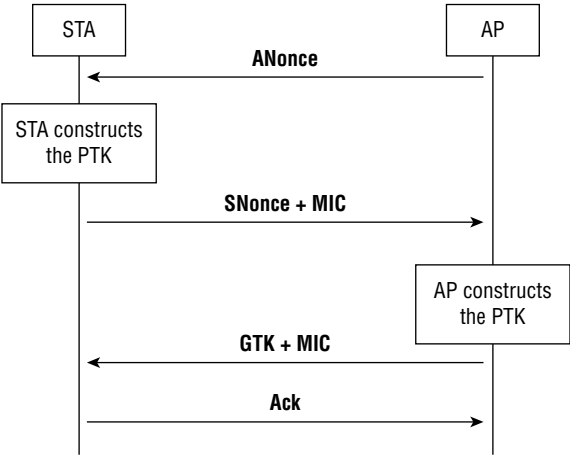 STA
AP
ANonce
STA constructs
the PTK
SNonce + MIC
AP constructs
the PTK
GTK + MIC
Ack